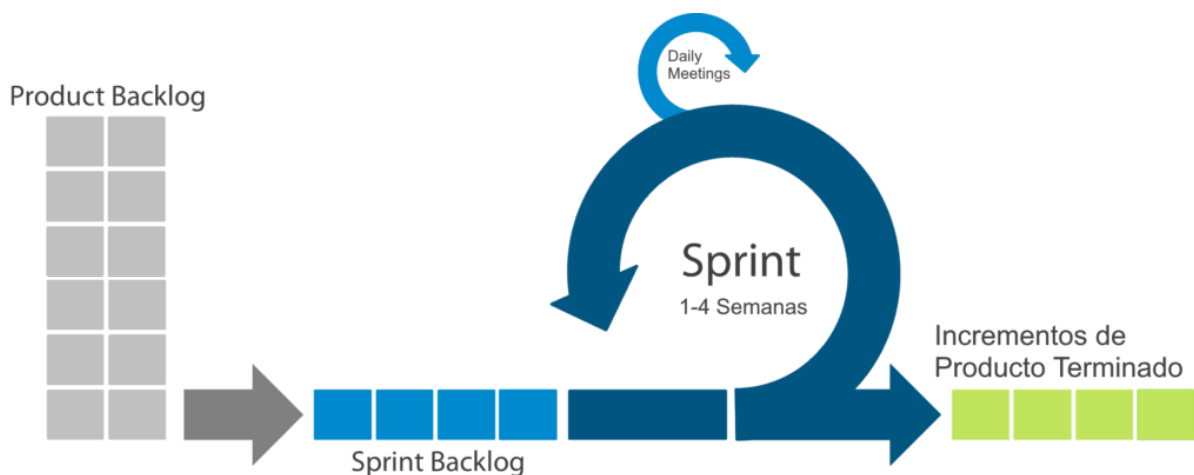 Daily
Meetings
Product Backlog
Sprint
1-4 Semanas
Incrementos de
Producto Terminado
Sprint Backlog